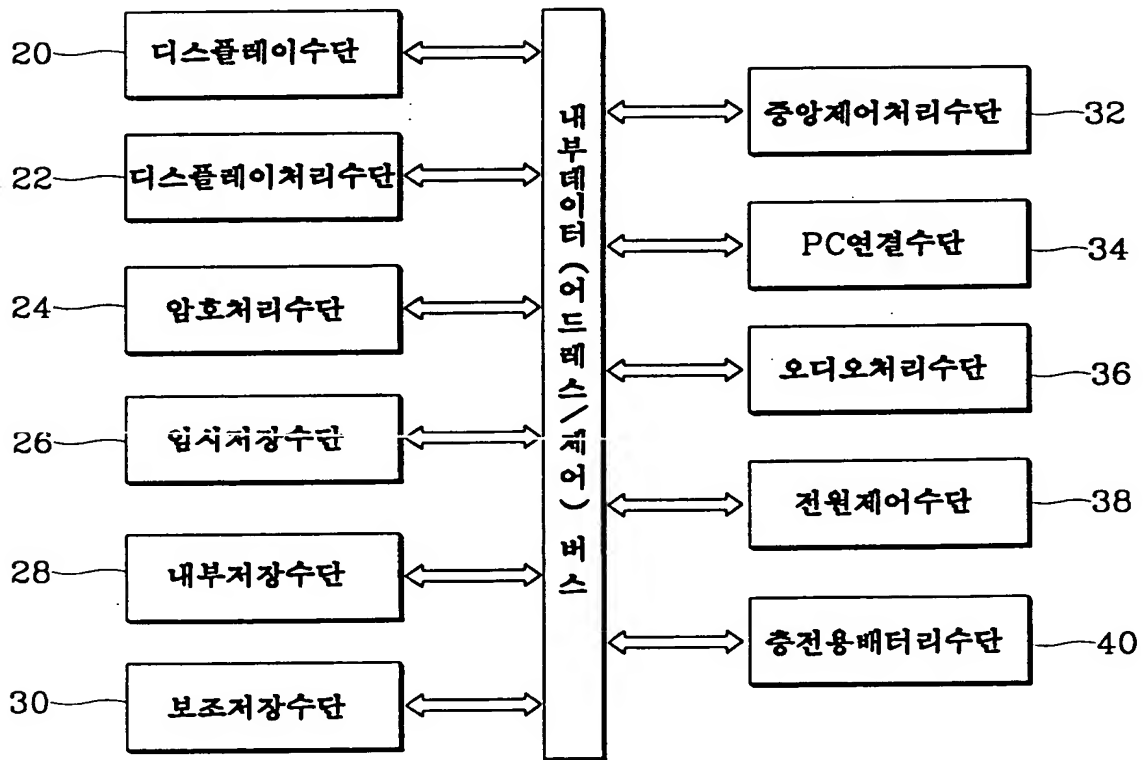 20
디스플레이수단
22
디스플레이처리수단
24
암호처리수단
26
임시저장수단
28
내부저장수단
30
보조저장수단
내부데이터(어드레스/제어) 버스
중앙제어처리수단
32
PC연결수단
34
오디오처리수단
36
전원제어수단
38
충전용배터리수단
40